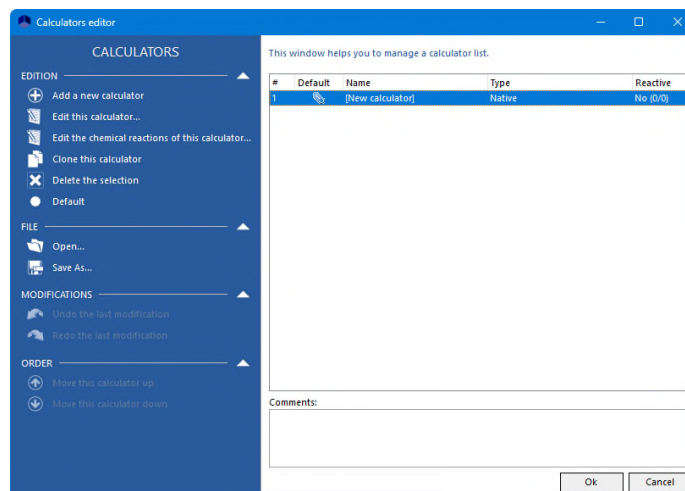 Calculators editor
CALCULATORS
EDITION
Add a new calculator
Edit this calculator...
Edit the chemical reactions of this calculator...
Clone this calculator
Delete the selection
Default
FILE
Open...
Save As...
MODIFICATIONS
Undo the last modification
Redo the last modification
ORDER
Move this calculator up
Move this calculator down
This window helps you to manage a calculator list.
# Default Name Type Reactive
1 [New calculator] Native No (0/0)
Comments:
Ok Cancel